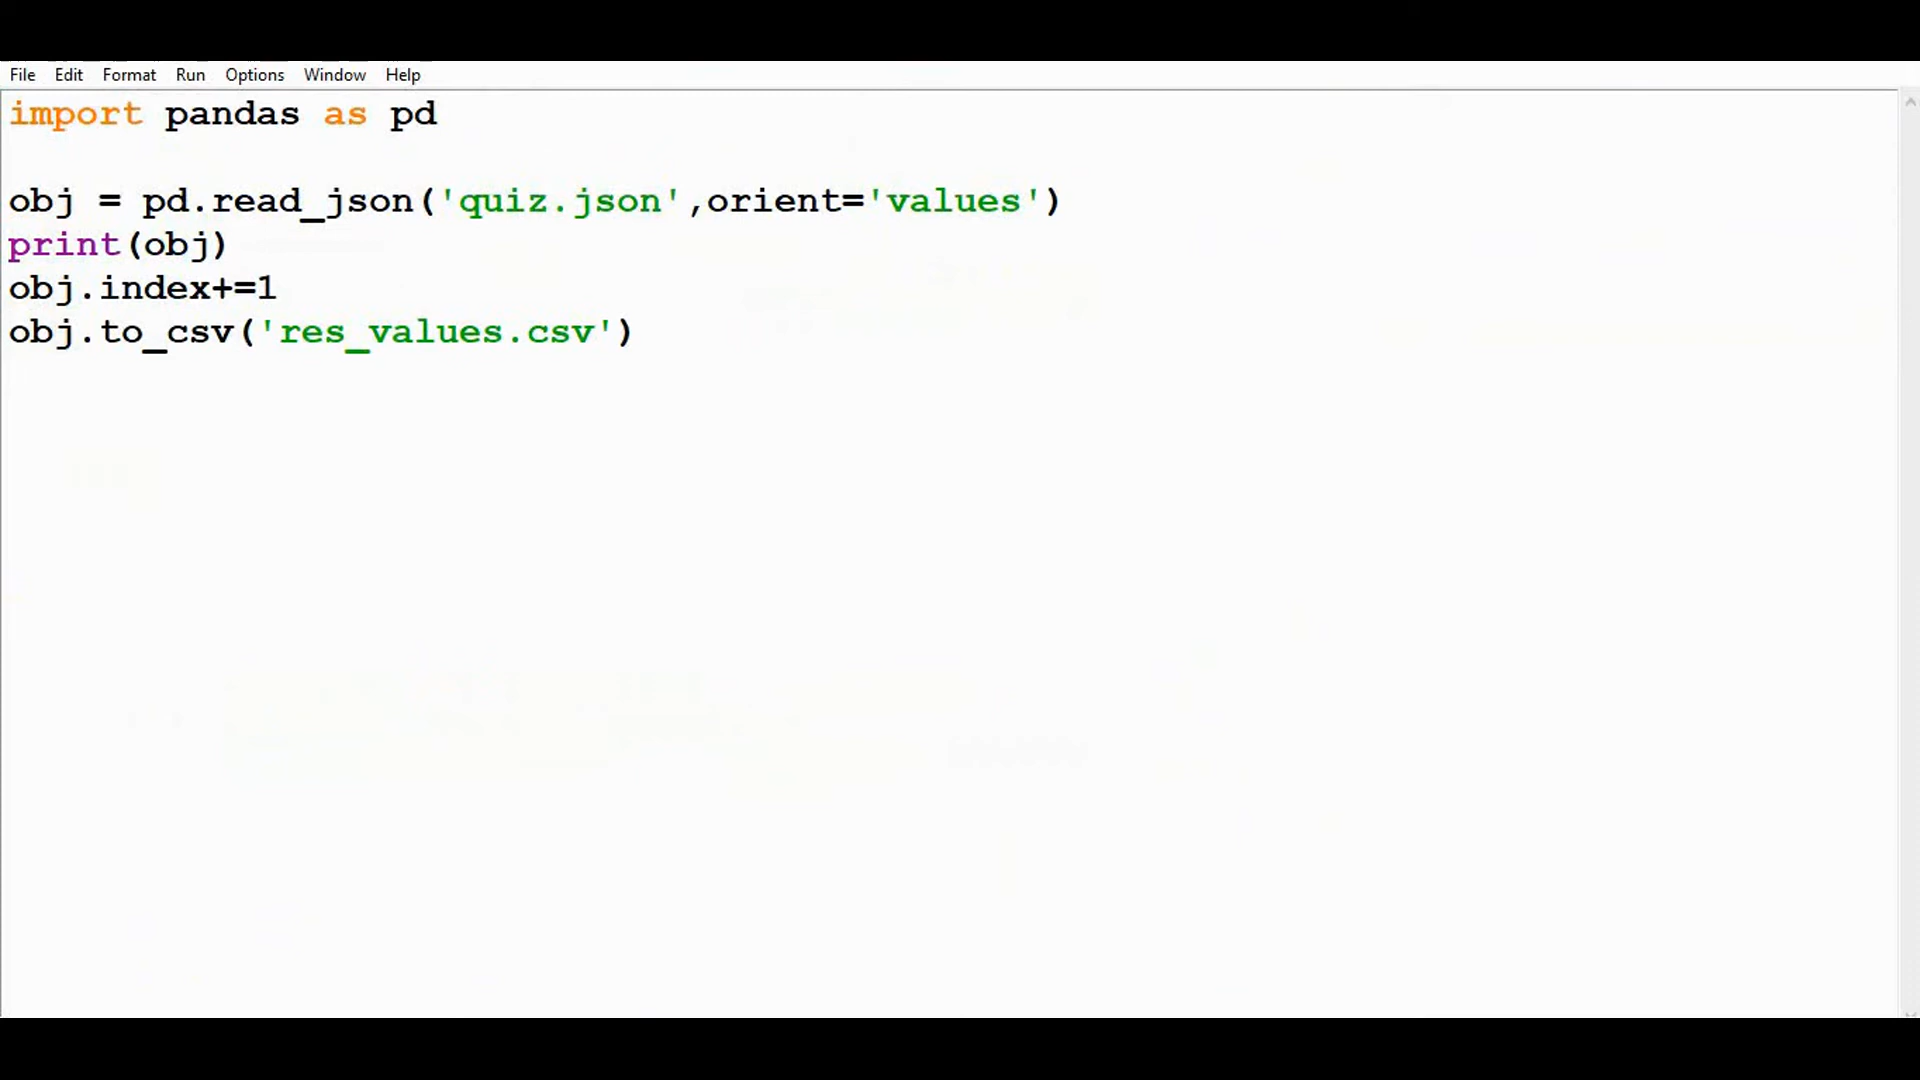 File Edit Format Run Options Window Help
import pandas as pd
obj = pd.read_json('quiz.json',orient='values')
print(obj)
obj.index+=1
obj.to_csv('res_values.csv')